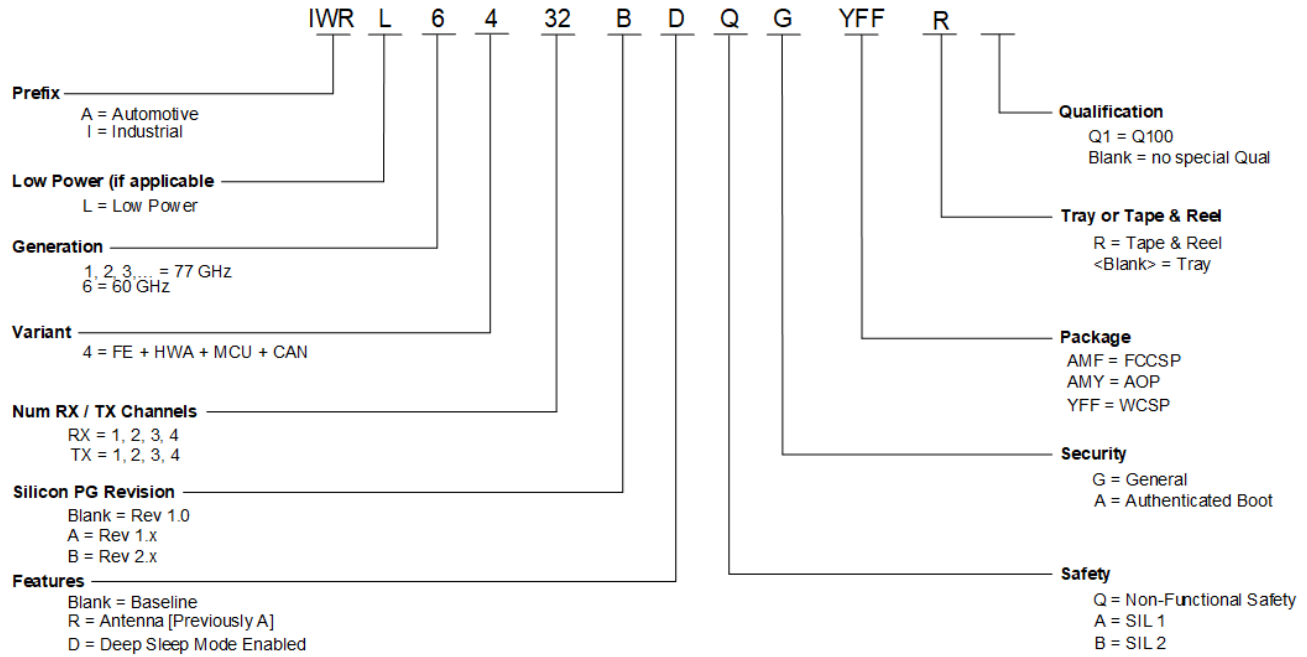 IWR L 6 4 32 B D Q G YFF R
Prefix
A = Automotive
I = Industrial
Low Power (if applicable
L = Low Power
Generation
1, 2, 3,... = 77 GHz
6 = 60 GHz
Variant
4 = FE + HWA + MCU + CAN
Num RX / TX Channels
RX = 1, 2, 3, 4
TX = 1, 2, 3, 4
Silicon PG Revision
Blank = Rev 1.0
A = Rev 1.x
B = Rev 2.x
Features
Blank = Baseline
R = Antenna [Previously A]
D = Deep Sleep Mode Enabled
Qualification
Q1 = Q100
Blank = no special Qual
Tray or Tape & Reel
R = Tape & Reel
<Blank> = Tray
Package
AMF = FCCSP
AMY = AOP
YFF = WCSP
Security
G = General
A = Authenticated Boot
Safety
Q = Non-Functional Safety
A = SIL 1
B = SIL 2